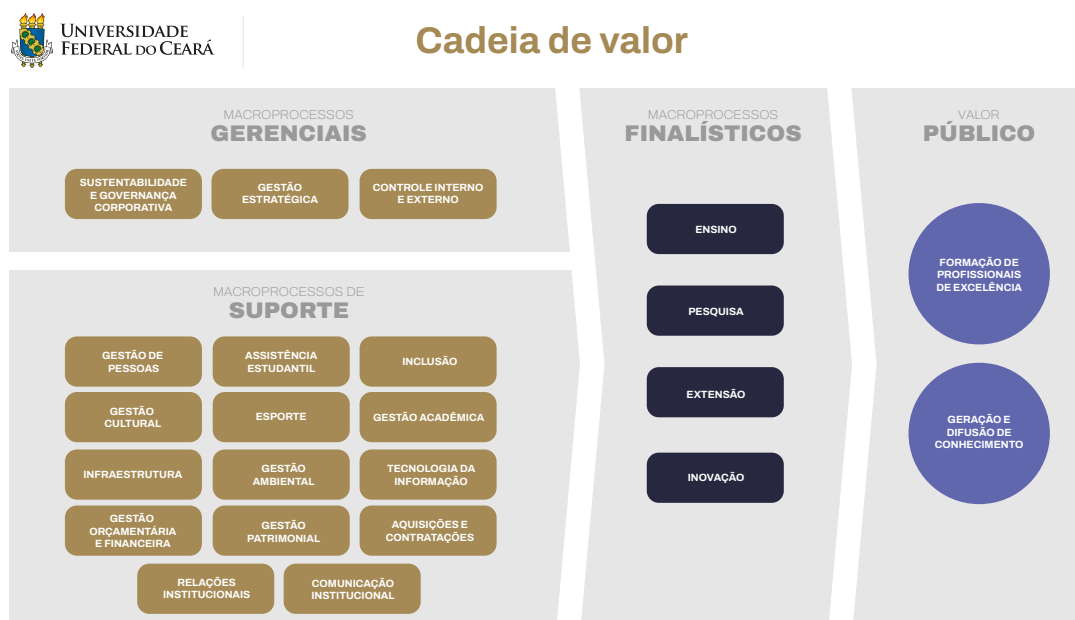 UNIVERSIDADE
FEDERAL DO CEARÁ
Cadeia de valor
MACROPROCESSOS
GERENCIAIS
SUSTENTABILIDADE
E GOVERNANÇA
CORPORATIVA
GESTÃO
ESTRATÉGICA
CONTROLE INTERNO
E EXTERNO
MACROPROCESSOS DE
SUPORTE
GESTÃO DE
PESSOAS
ASSISTÊNCIA
ESTUDANTIL
INCLUSÃO
GESTÃO
CULTURAL
ESPORTE
GESTÃO ACADÊMICA
INFRAESTRUTURA
GESTÃO
AMBIENTAL
TECNOLOGIA DA
INFORMAÇÃO
GESTÃO
ORÇAMENTÁRIA
E FINANCEIRA
GESTÃO
PATRIMONIAL
AQUISIÇÕES E
CONTRATAÇÕES
RELAÇÕES
INSTITUCIONAIS
COMUNICAÇÃO
INSTITUCIONAL
MACROPROCESSOS
FINALÍSTICOS
ENSINO
PESQUISA
EXTENSÃO
INOVAÇÃO
VALOR
PÚBLICO
FORMAÇÃO DE
PROFISSIONAIS
DE EXCELÊNCIA
GERAÇÃO E
DIFUSÃO DE
CONHECIMENTO